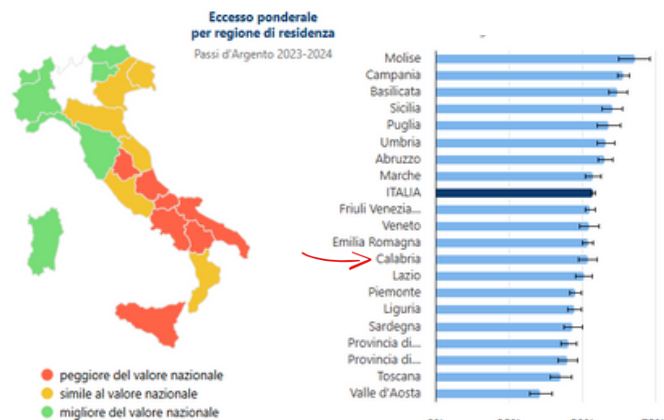 Eccesso ponderale
per regione di residenza
Passi d'Argento 2023-2024
peggiore del valore nazionale
simile al valore nazionale
migliore del valore nazionale
Molise
Campania
Basilicata
Sicilia
Puglia
Umbria
Abruzzo
Marche
ITALIA
Friuli Venezia...
Veneto
Emilia Romagna
Calabria
Lazio
Piemonte
Liguria
Sardegna
Provincia di...
Provincia di...
Toscana
Valle d'Aosta